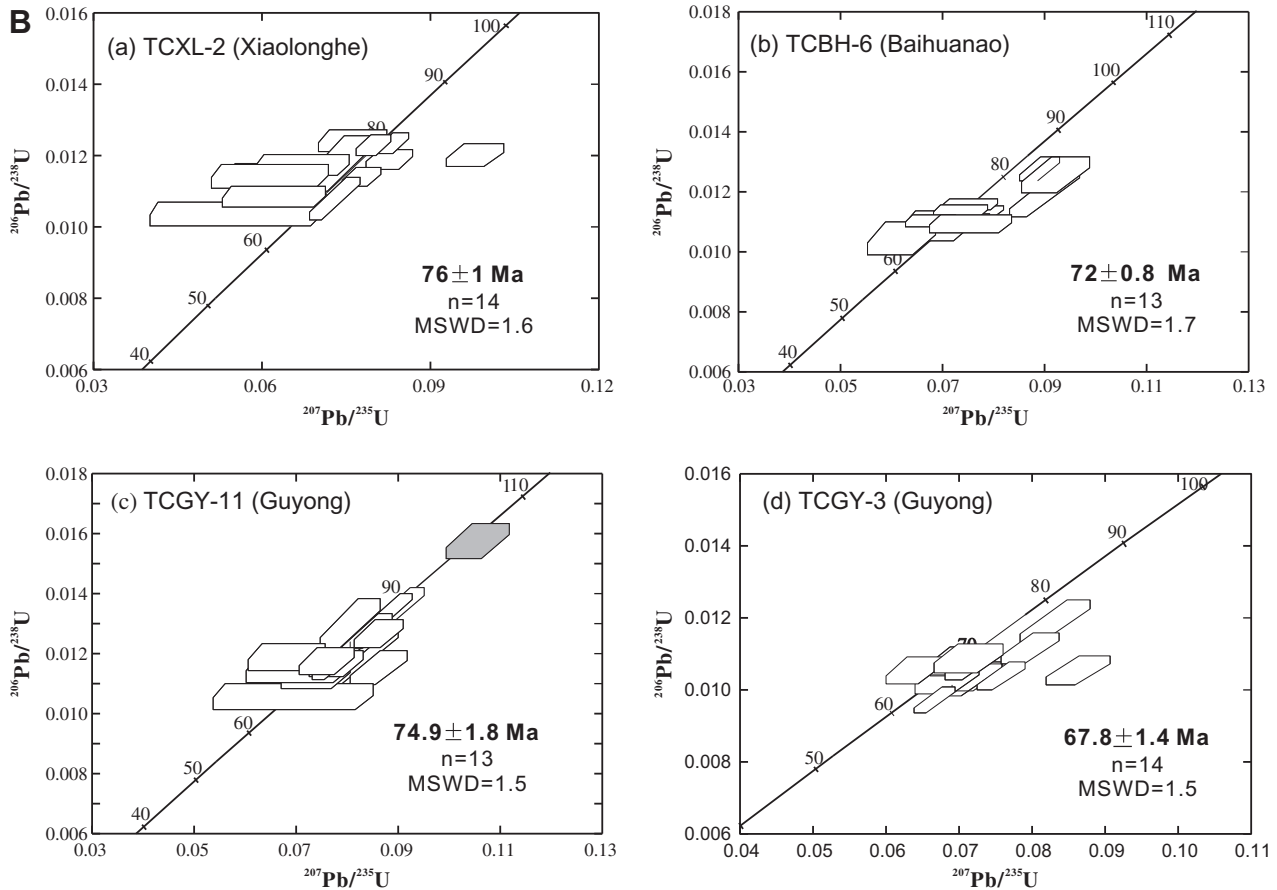 B
(a) TCXL-2 (Xiaolonghe)
0.016
0.014
0.012
0.010
0.008
0.006
0.03
0.06
0.09
0.12
²⁰⁶Pb/²³⁸U
²⁰⁷Pb/²³⁵U
40
50
60
80
90
100
76±1 Ma
n=14
MSWD=1.6
(b) TCBH-6 (Baihuanao)
0.018
0.016
0.014
0.012
0.010
0.008
0.006
0.03
0.05
0.07
0.09
0.11
0.13
²⁰⁶Pb/²³⁸U
²⁰⁷Pb/²³⁵U
40
50
60
80
90
100
110
72±0.8 Ma
n=13
MSWD=1.7
(c) TCGY-11 (Guyong)
0.018
0.016
0.014
0.012
0.010
0.008
0.006
0.03
0.05
0.07
0.09
0.11
0.13
²⁰⁶Pb/²³⁸U
²⁰⁷Pb/²³⁵U
40
50
60
90
110
74.9±1.8 Ma
n=13
MSWD=1.5
(d) TCGY-3 (Guyong)
0.016
0.014
0.012
0.010
0.008
0.006
0.04
0.05
0.06
0.07
0.08
0.09
0.10
0.11
²⁰⁶Pb/²³⁸U
²⁰⁷Pb/²³⁵U
50
60
70
80
90
100
67.8±1.4 Ma
n=14
MSWD=1.5